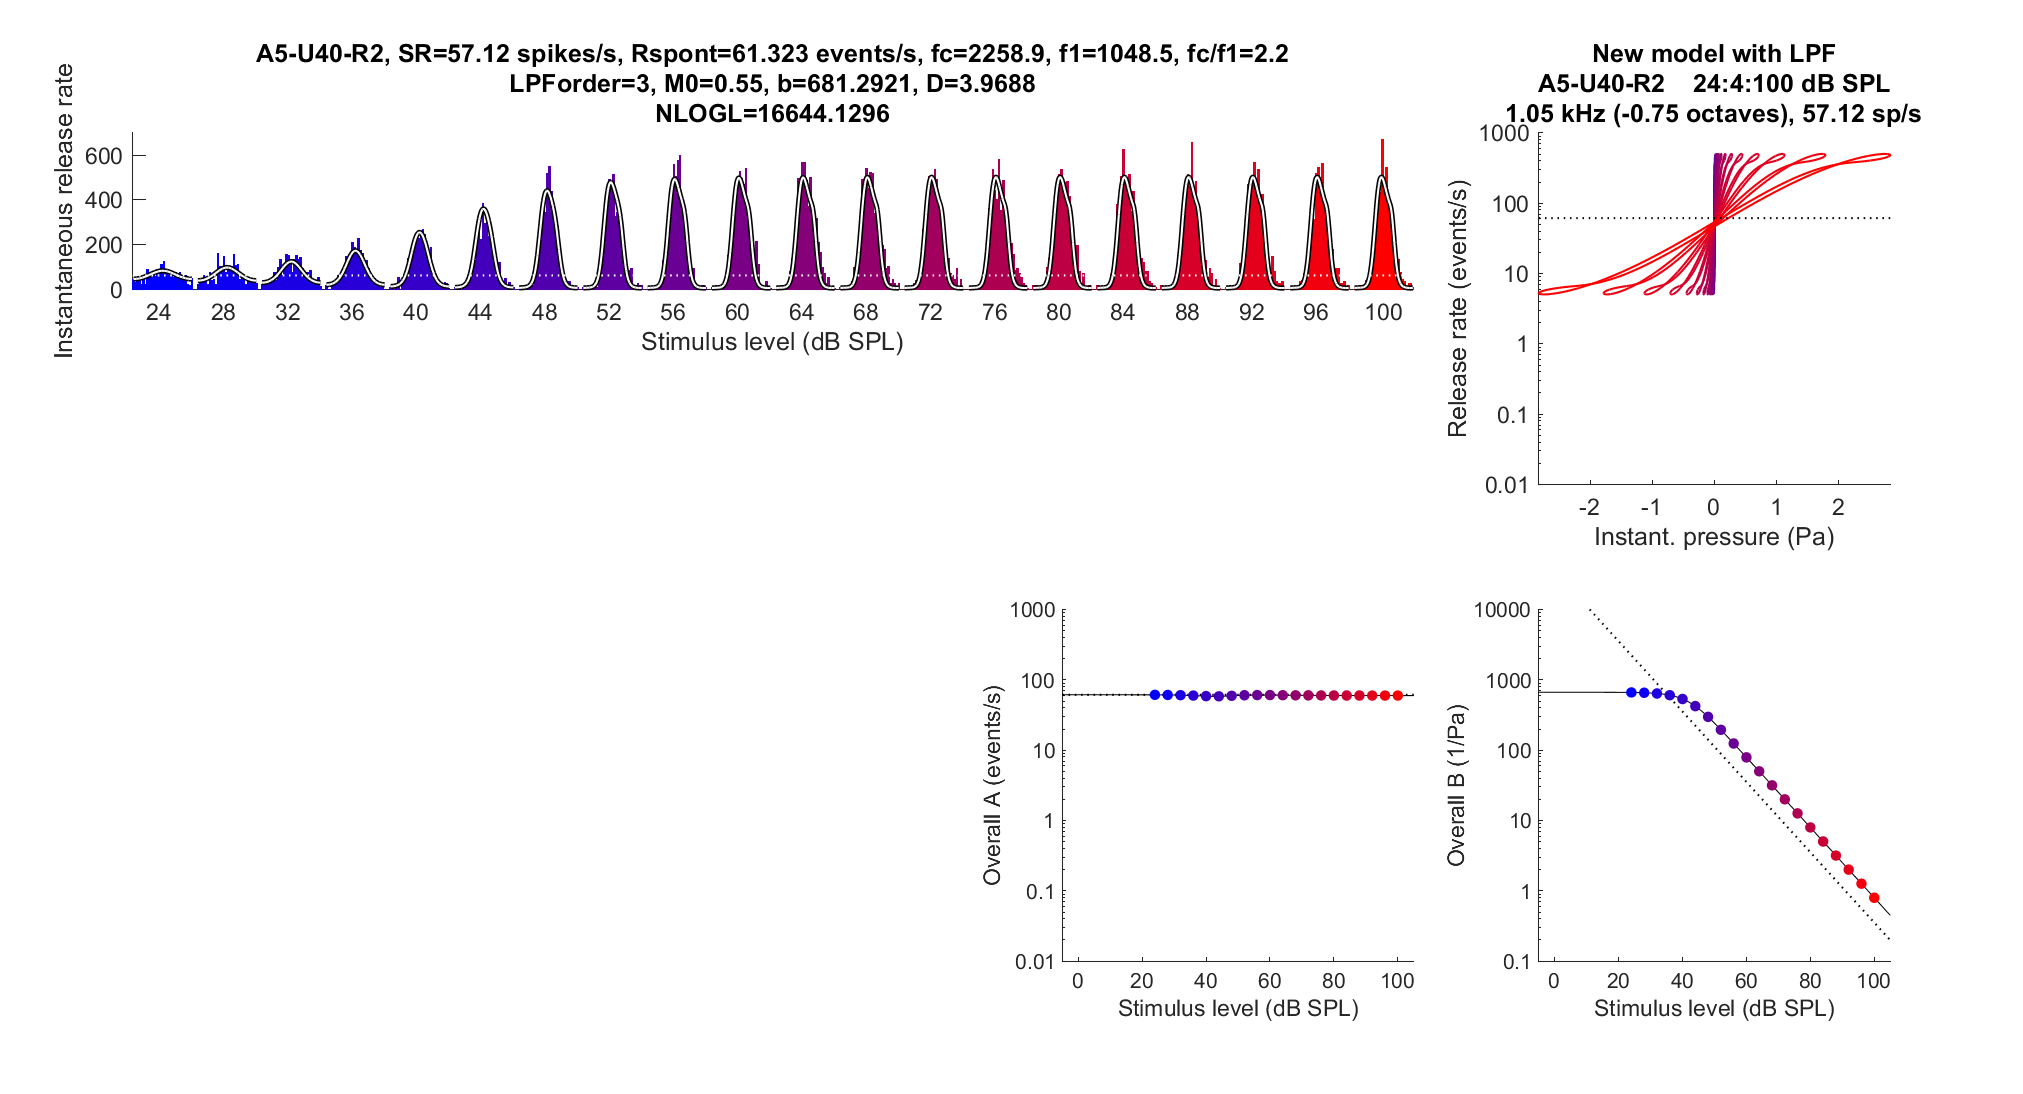 A5-U40-R2, SR=57.12 spikes/s, Rspont=61.323 events/s, fc=2258.9, f1=1048.5, fc/f1=2.2
LPForder=3, M0=0.55, b=681.2921, D=3.9688
NLOGL=16644.1296
Instantaneous release rate
600
400
200
0
24 28 32 36 40 44 48 52 56 60 64 68 72 76 80 84 88 92 96 100
Stimulus level (dB SPL)
New model with LPF
A5-U40-R2 24:4:100 dB SPL
1.05 kHz (-0.75 octaves), 57.12 sp/s
Release rate (events/s)
1000
100
10
1
0.1
0.01
-2 -1 0 1 2
Instant. pressure (Pa)
Overall A (events/s)
1000
100
10
1
0.1
0.01
0 20 40 60 80 100
Stimulus level (dB SPL)
Overall B (1/Pa)
10000
1000
100
10
1
0.1
0 20 40 60 80 100
Stimulus level (dB SPL)